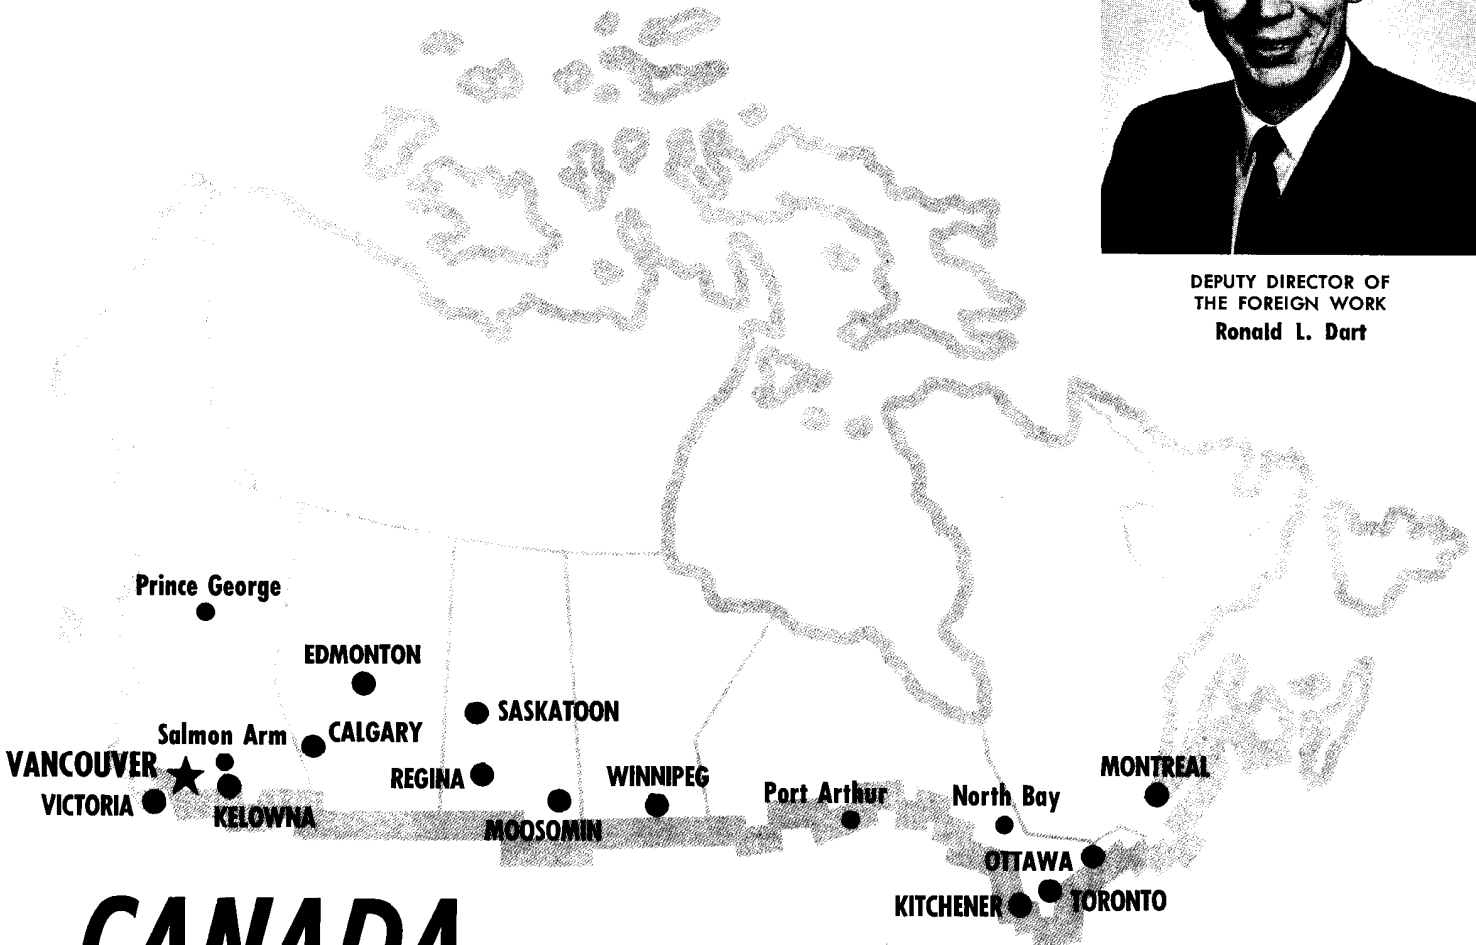 DEPUTY DIRECTOR OF
THE FOREIGN WORK
Ronald L. Dart
Prince George
EDMONTON
SASKATOON
Salmon Arm
CALGARY
VANCOUVER
REGINA
WINNIPEG
MONTREAL
VICTORIA
KELOWNA
MOOSOMIN
Port Arthur
North Bay
OTTAWA
KITCHENER
TORONTO
CANADA